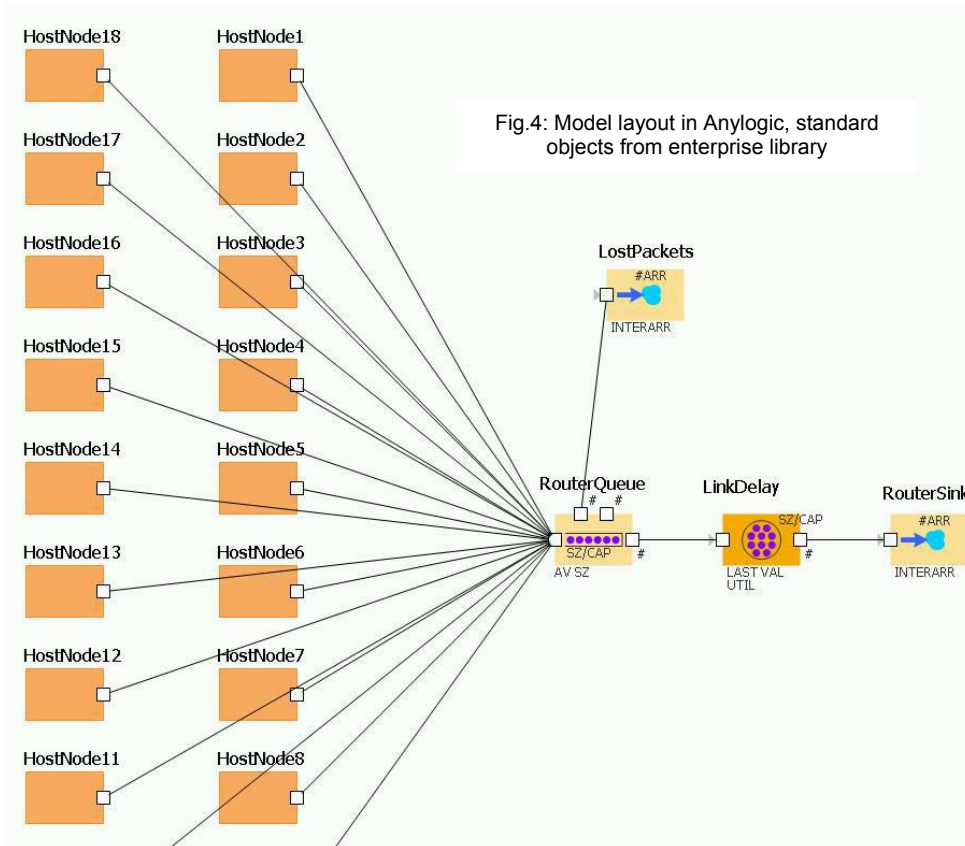 HostNode18
HostNode1
Fig.4: Model layout in Anylogic, standard
objects from enterprise library
HostNode17
HostNode2
HostNode16
HostNode3
LostPackets
#ARR
INTERARR
HostNode15
HostNode4
HostNode14
HostNode5
RouterQueue
# #
SZ/CAP
#
AV SZ
LinkDelay
SZ/CAP
#
LAST VAL
UTIL
RouterSink
#ARR
INTERARR
HostNode13
HostNode6
HostNode12
HostNode7
HostNode11
HostNode8